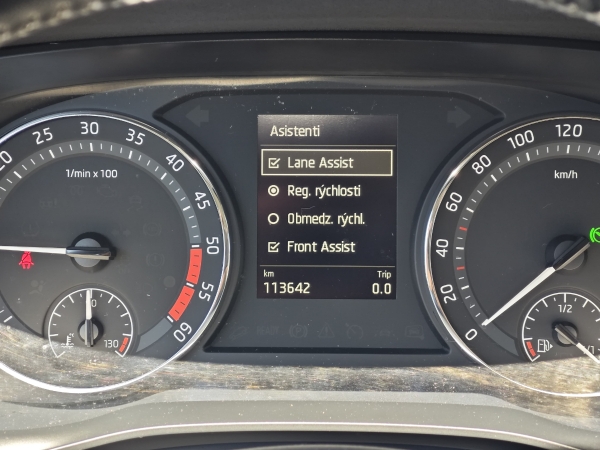 Asistenti
Lane Assist
Reg. rýchlosti
Obmedz. rýchl.
Front Assist
km Trip
113642 0.0
25 30 35 40 45 50 55 60
1/min x 100
130
0 20 40 60 80 100 120
km/h
1/2